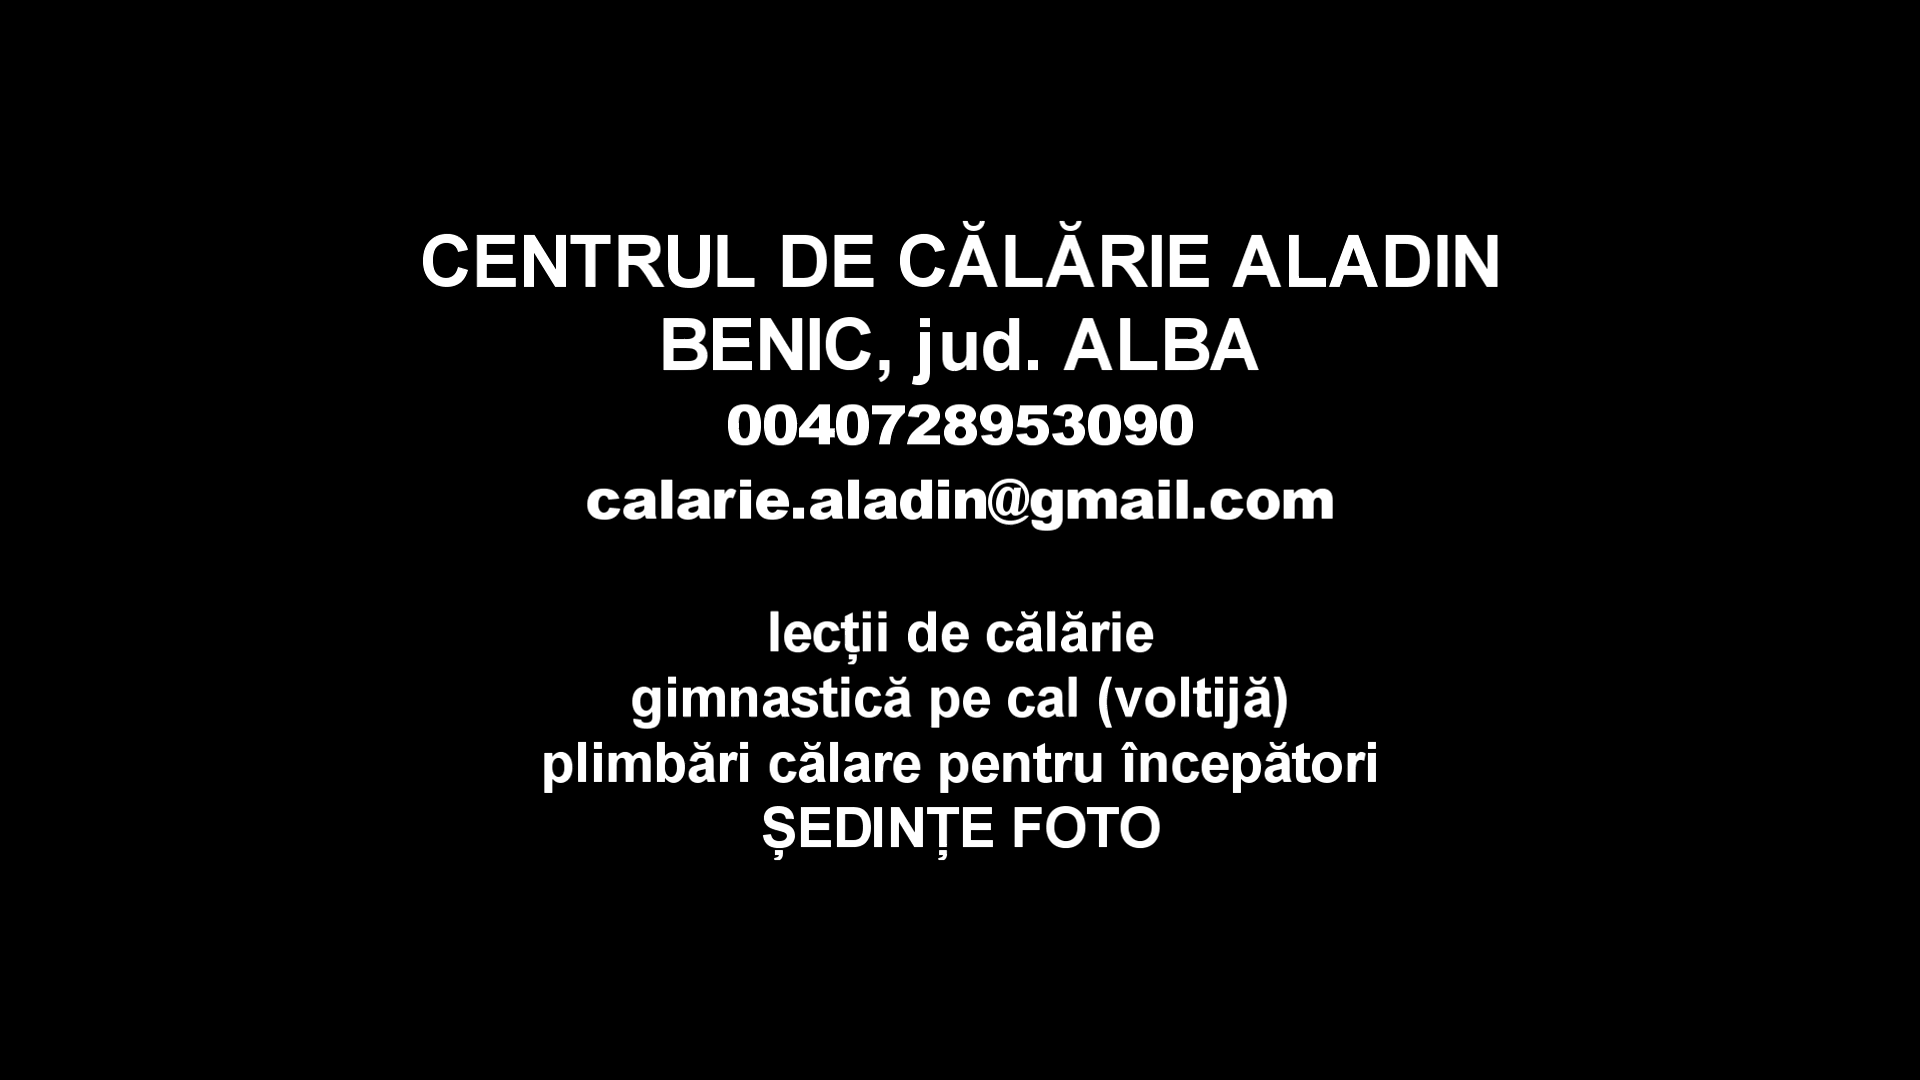 CENTRUL DE CĂLĂRIE ALADIN
BENIC, jud. ALBA
0040728953090
calarie.aladin@gmail.com
lecții de călărie
gimnastică pe cal (voltijă)
plimbări călare pentru începători
ȘEDINȚE FOTO